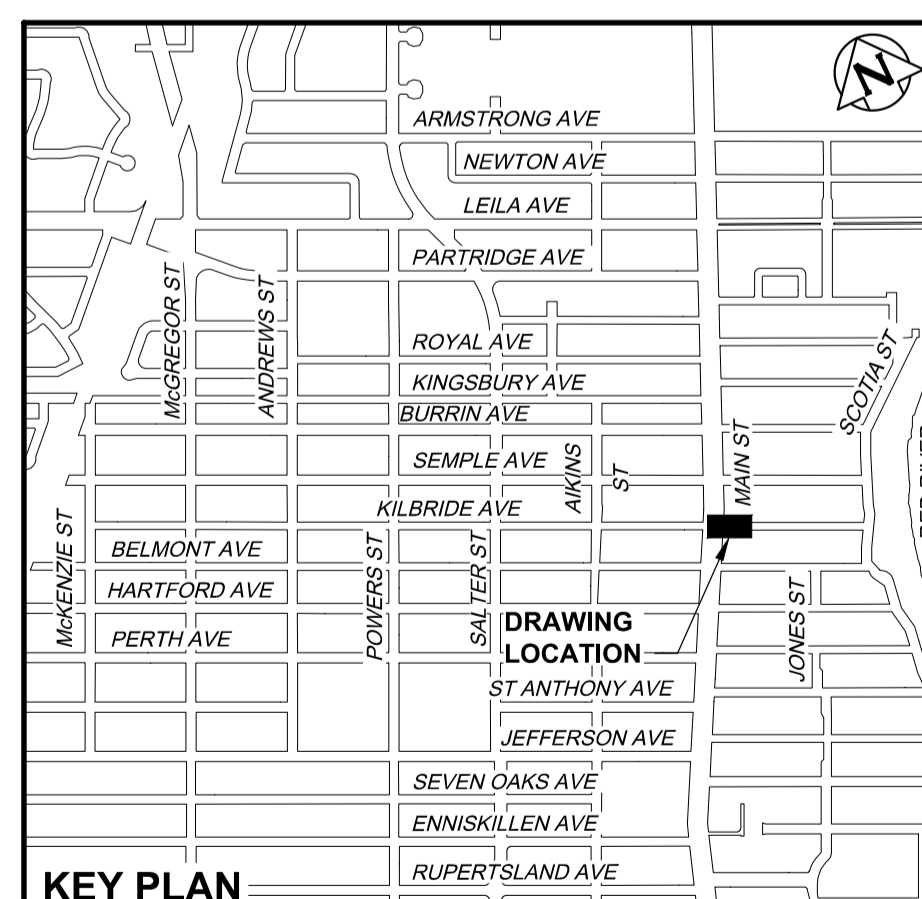 N
ARMSTRONG AVE
NEWTON AVE
LEILA AVE
PARTRIDGE AVE
McGREGOR ST
ANDREWS ST
ROYAL AVE
KINGSBURY AVE
BURRIN AVE
SCOTIA ST
SEMPLE AVE
AIKINS
ST
MAIN ST
KILBRIDE AVE
McKENZIE ST
BELMONT AVE
HARTFORD AVE
PERTH AVE
POWERS ST
SALTER ST
DRAWING
LOCATION
JONES ST
ST ANTHONY AVE
JEFFERSON AVE
SEVEN OAKS AVE
ENNISKILLEN AVE
RUPERTSLAND AVE
KEY PLAN